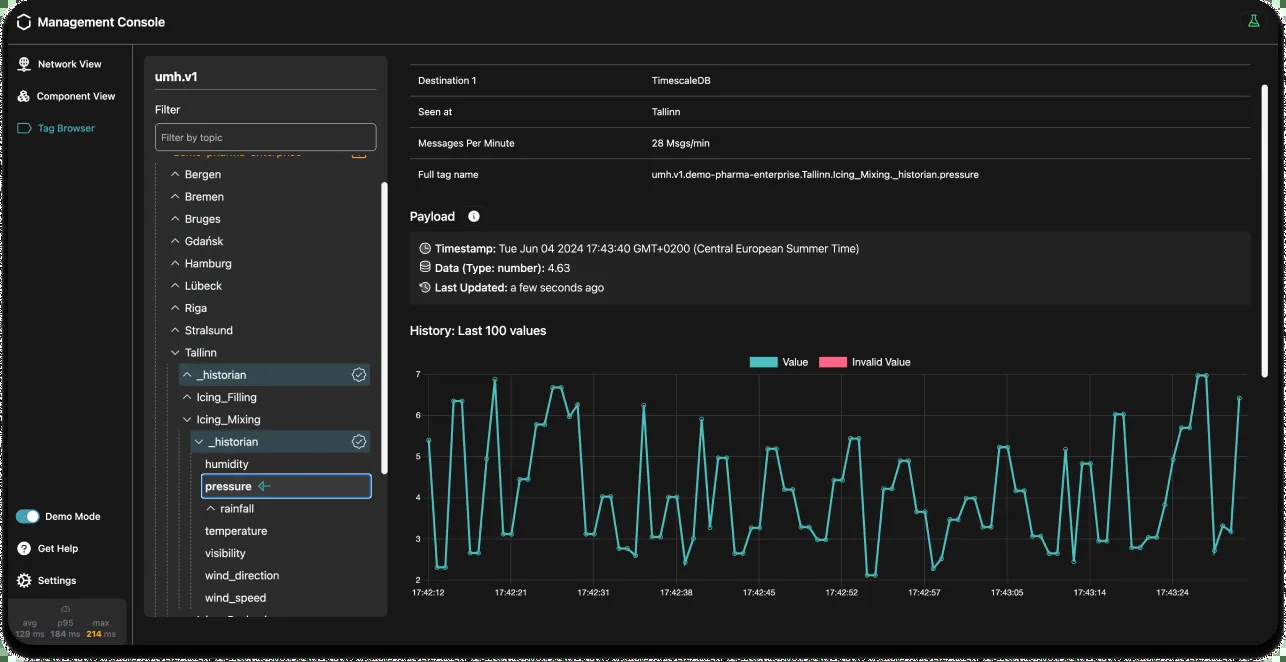 Management Console
Network View
Component View
Tag Browser
Demo Mode
Get Help
Settings
avg p95 max
129 ms 184 ms 214 ms
umh.v1
Filter
Filter by topic
demo-pharma-enterprise
Bergen
Bremen
Bruges
Gdańsk
Hamburg
Lübeck
Riga
Stralsund
Tallinn
_historian
Icing_Filling
Icing_Mixing
_historian
humidity
pressure
rainfall
temperature
visibility
wind_direction
wind_speed
Destination 1 TimescaleDB
Seen at Tallinn
Messages Per Minute 28 Msgs/min
Full tag name umh.v1.demo-pharma-enterprise.Tallinn.Icing_Mixing._historian.pressure
Payload
Timestamp: Tue Jun 04 2024 17:43:40 GMT+0200 (Central European Summer Time)
Data (Type: number): 4.63
Last Updated: a few seconds ago
History: Last 100 values
Value Invalid Value
7
6
5
4
3
2
17:42:12 17:42:21 17:42:31 17:42:38 17:42:45 17:42:52 17:42:57 17:43:05 17:43:14 17:43:24